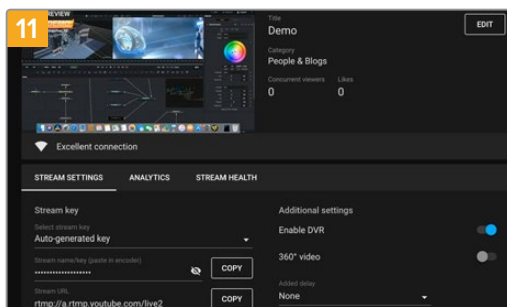 11
REVIEW
Title
Demo
EDIT
Category
People & Blogs
Concurrent viewers Likes
0 0
Excellent connection
STREAM SETTINGS ANALYTICS STREAM HEALTH
Stream key
Additional settings
Select stream key
Auto-generated key
Enable DVR
360° video
Stream name/key (paste in encoder)
•••••••••••••••••••
COPY
Added delay
None
Stream URL
rtmp://a.rtmp.youtube.com/live2
COPY